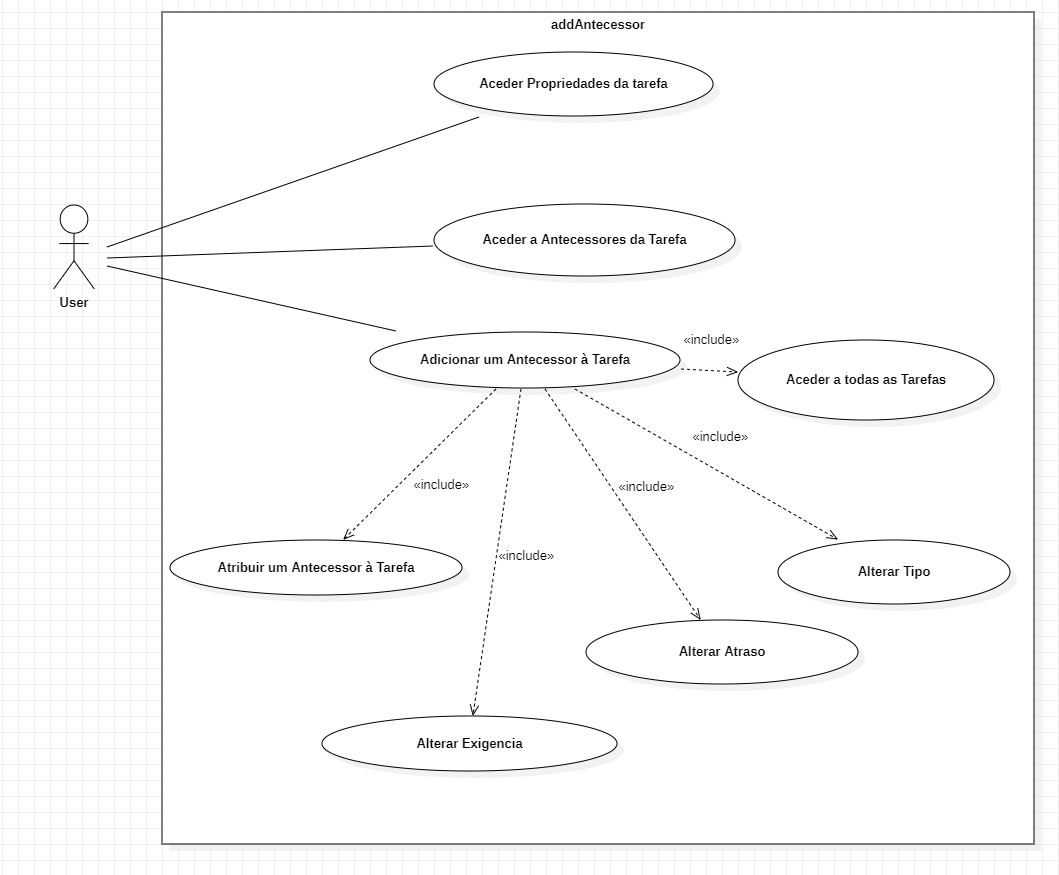 addAntecessor
Aceder Propriedades da tarefa
Aceder a Antecessores da Tarefa
User
Adicionar um Antecessor à Tarefa
«include»
Aceder a todas as Tarefas
«include»
«include»
«include»
«include»
Atribuir um Antecessor à Tarefa
Alterar Tipo
Alterar Atraso
Alterar Exigencia